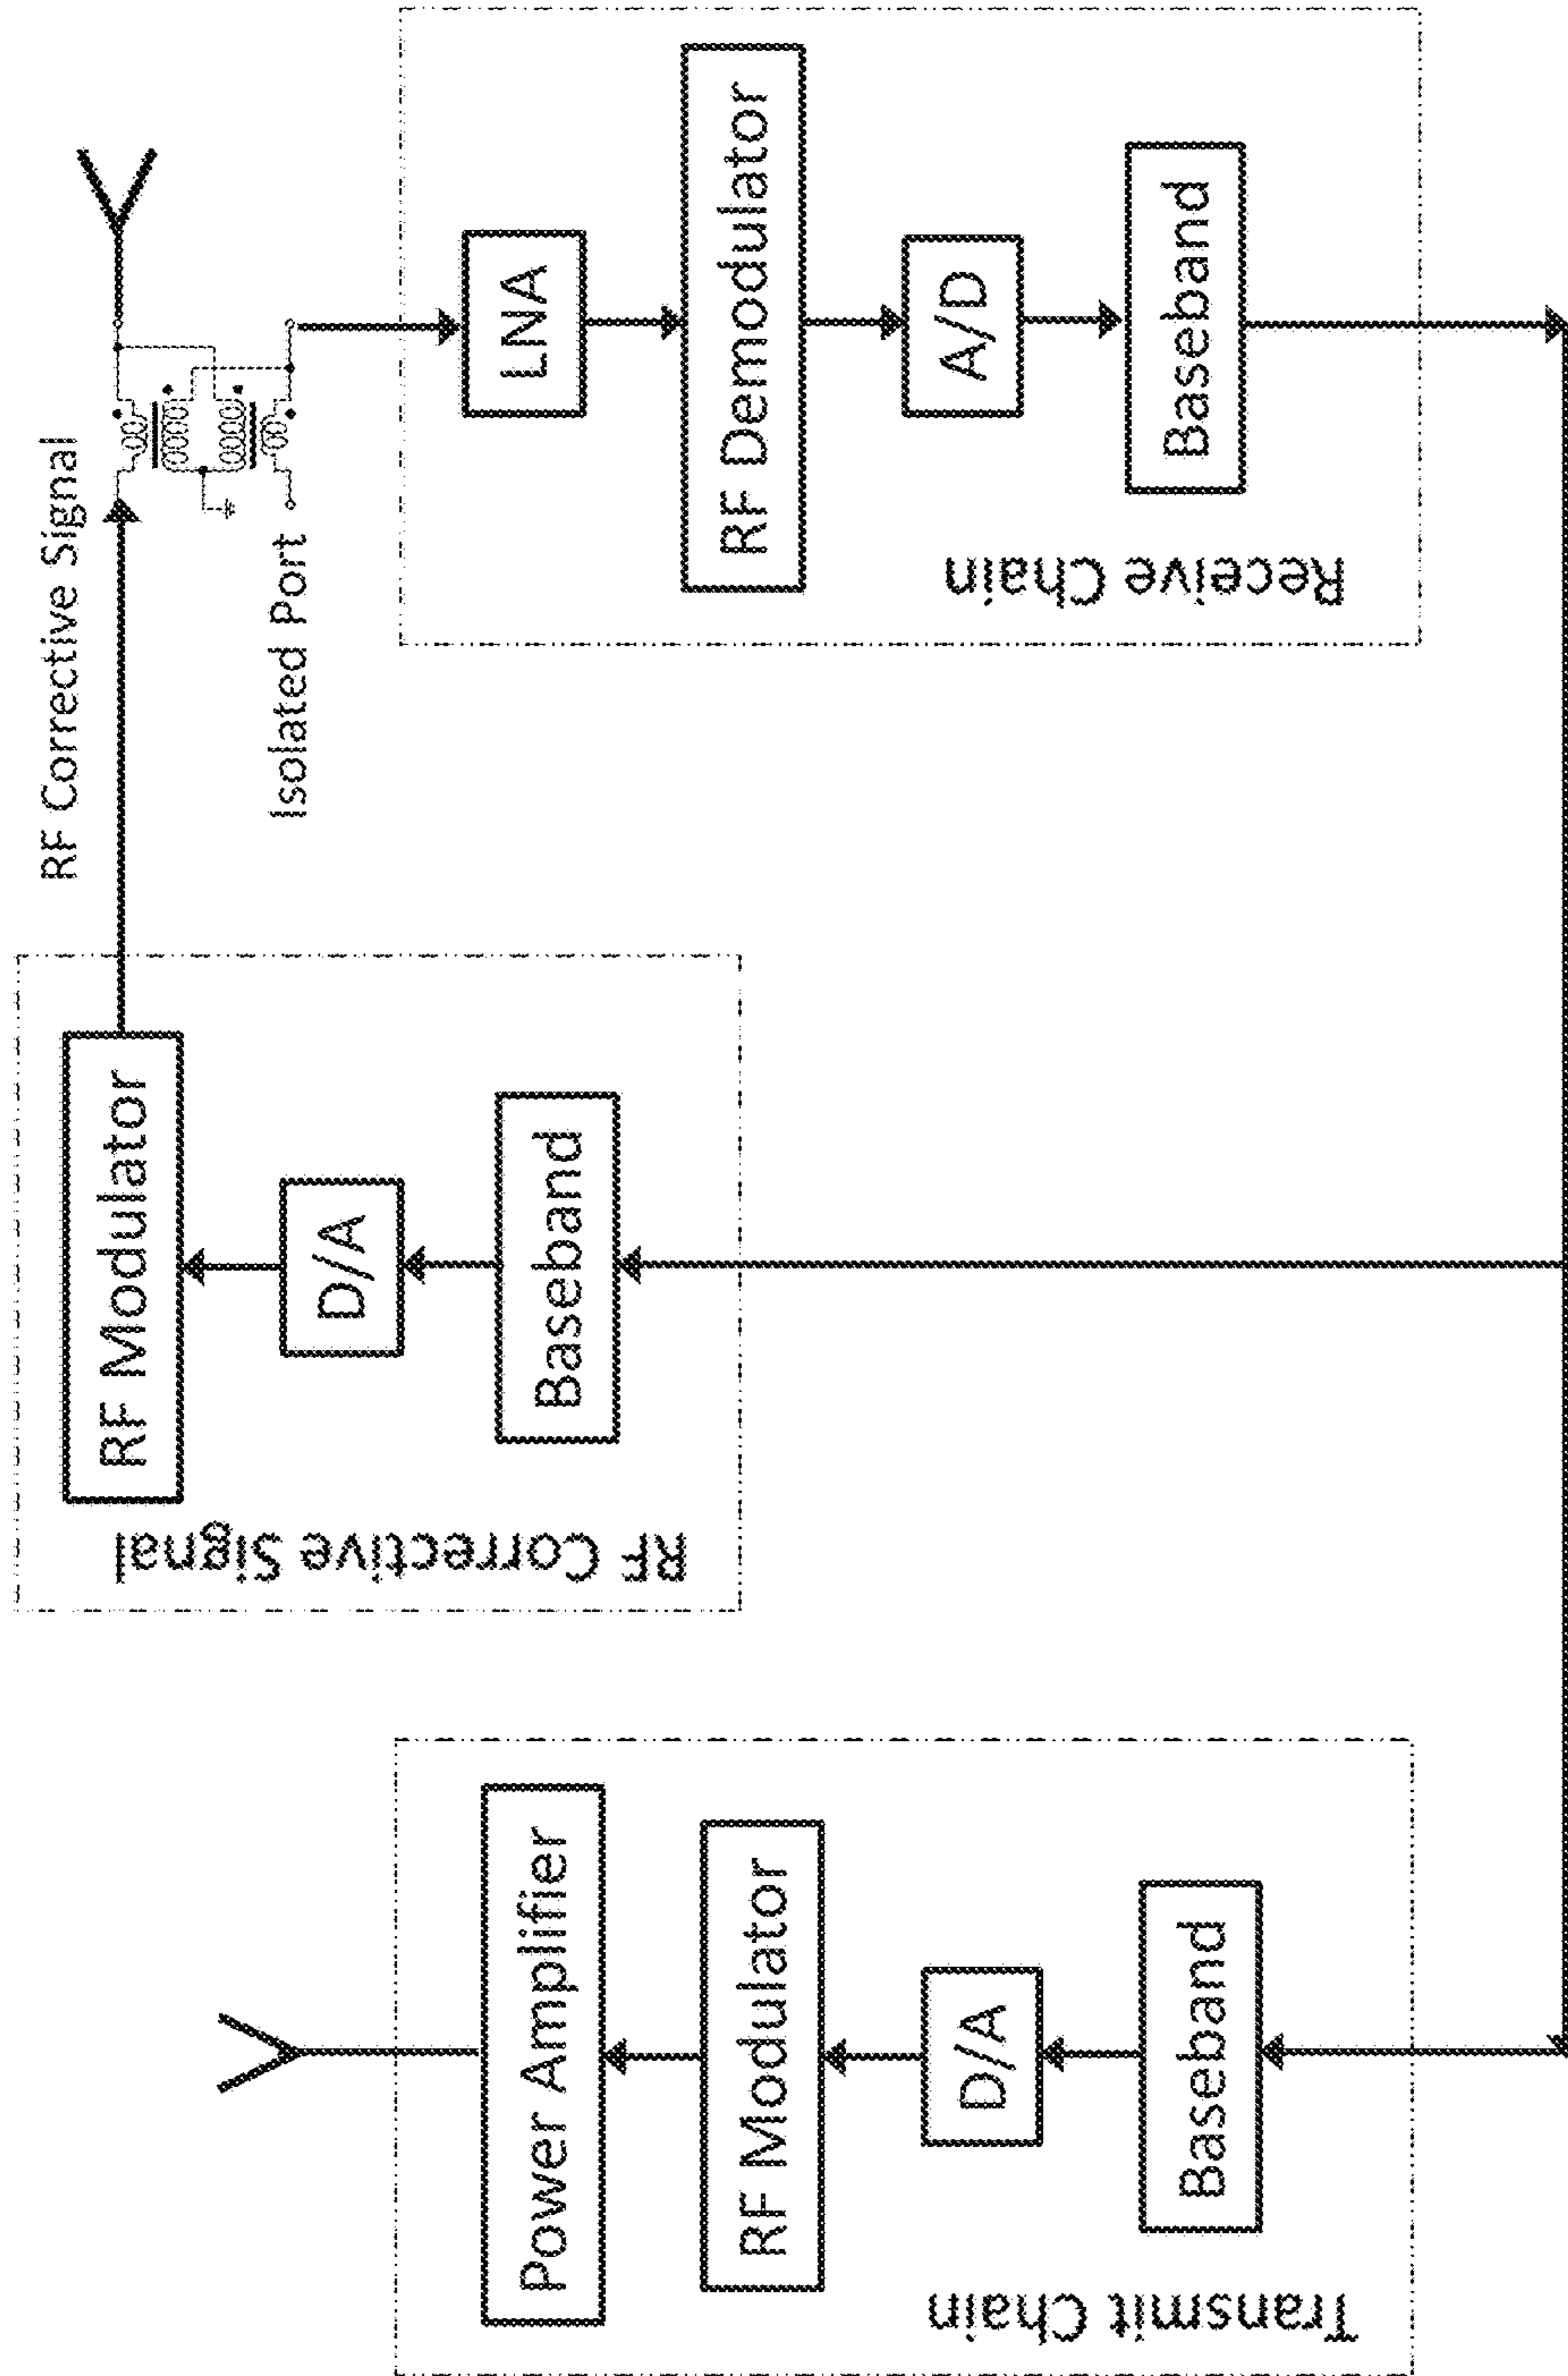 Transmit Chain
Power Amplifier
RF Modulator
D/A
Baseband
RF Corrective Signal
RF Modulator
D/A
Baseband
RF Corrective Signal
Isolated Port
Receive Chain
LNA
RF Demodulator
A/D
Baseband